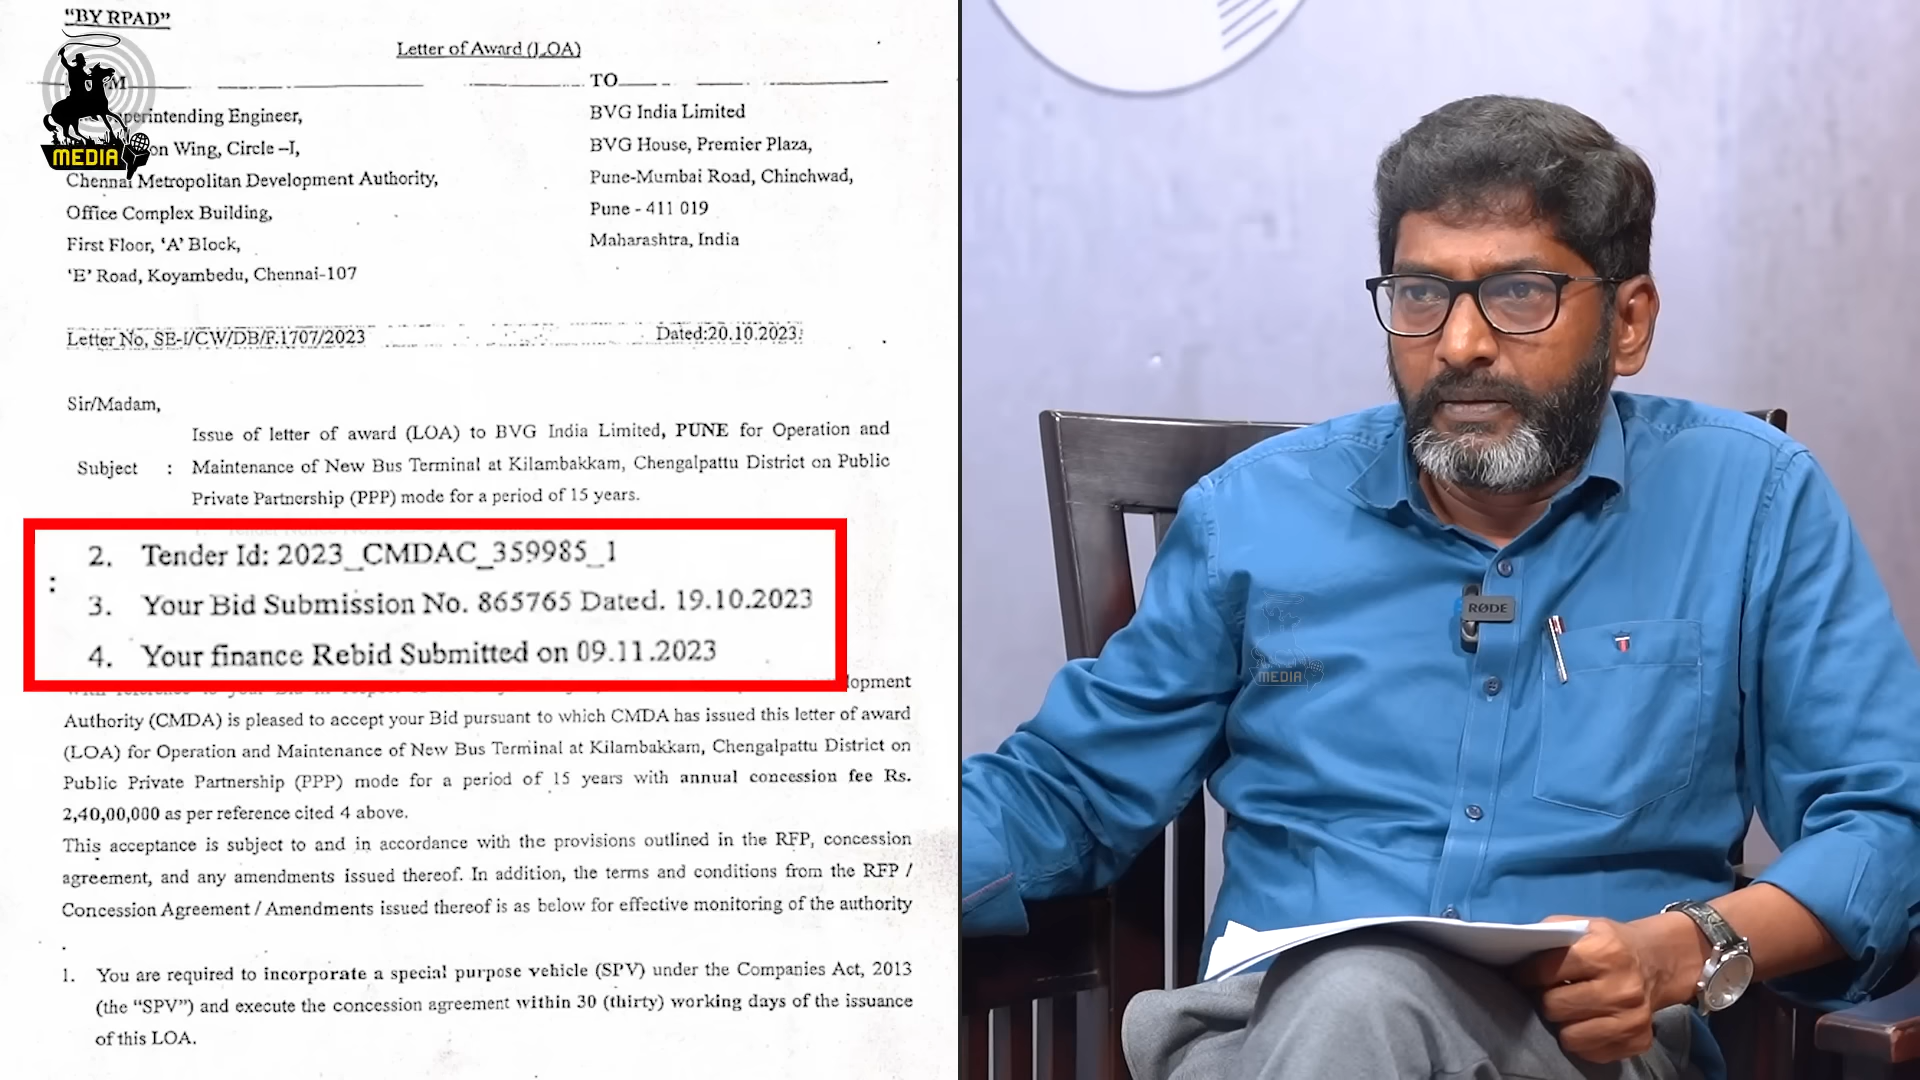 "BY RPAD"
Letter of Award (LOA)
TO
BVG India Limited
BVG House, Premier Plaza,
Pune-Mumbai Road, Chinchwad,
Pune - 411 019
Maharashtra, India
Engineer,
Wing, Circle –I,
Chennai Metropolitan Development Authority,
Office Complex Building,
First Floor, 'A' Block,
'E' Road, Koyambedu, Chennai-107
MEDIA
Letter No, SE-I/CW/DB/F.1707/2023 Dated:20.10.2023
Sir/Madam,
Issue of letter of award (LOA) to BVG India Limited, PUNE for Operation and
Subject : Maintenance of New Bus Terminal at Kilambakkam, Chengalpattu District on Public
Private Partnership (PPP) mode for a period of 15 years.
2. Tender Id: 2023_CMDAC_359985_1
: 3. Your Bid Submission No. 865765 Dated. 19.10.2023
4. Your finance Rebid Submitted on 09.11.2023
Authority (CMDA) is pleased to accept your Bid pursuant to which CMDA has issued this letter of award
(LOA) for Operation and Maintenance of New Bus Terminal at Kilambakkam, Chengalpattu District on
Public Private Partnership (PPP) mode for a period of 15 years with annual concession fee Rs.
2,40,00,000 as per reference cited 4 above.
This acceptance is subject to and in accordance with the provisions outlined in the RFP, concession
agreement, and any amendments issued thereof. In addition, the terms and conditions from the RFP /
Concession Agreement / Amendments issued thereof is as below for effective monitoring of the authority
.
1. You are required to incorporate a special purpose vehicle (SPV) under the Companies Act, 2013
(the "SPV") and execute the concession agreement within 30 (thirty) working days of the issuance
of this LOA.
RØDE
MEDIA